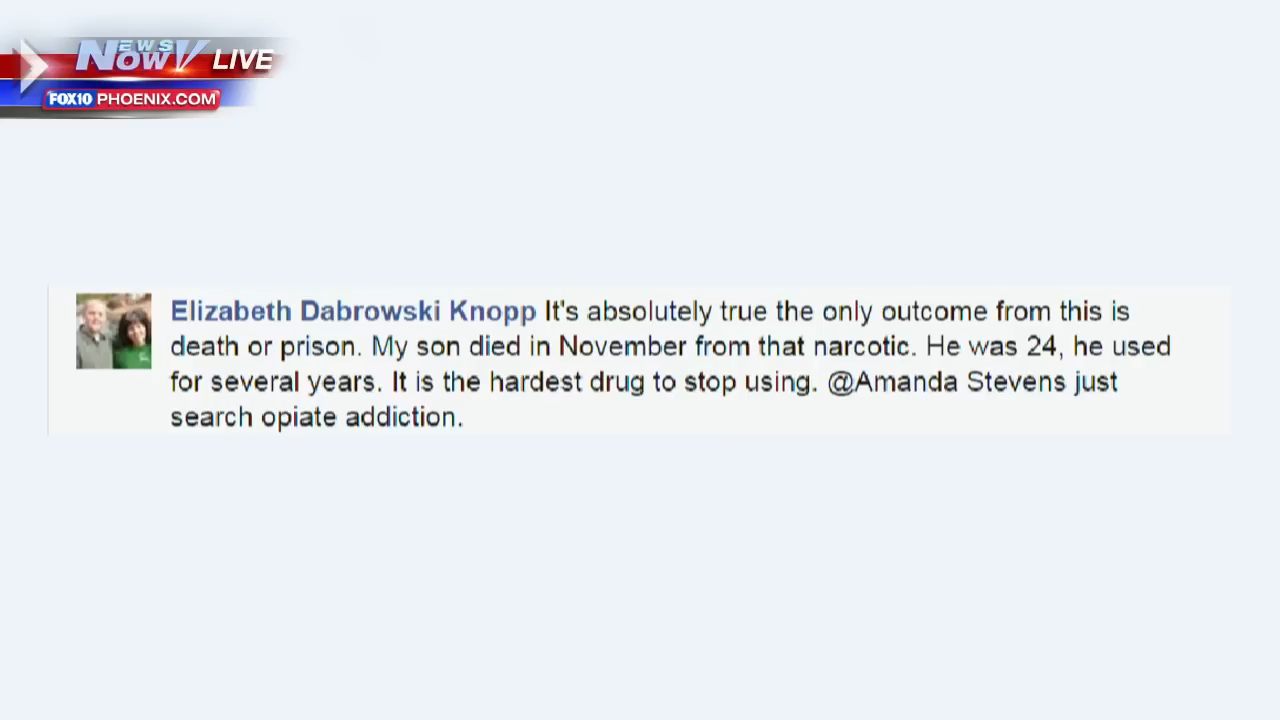 NEWS
NOW LIVE
FOX10 PHOENIX.COM
Elizabeth Dabrowski Knopp It's absolutely true the only outcome from this is
death or prison. My son died in November from that narcotic. He was 24, he used
for several years. It is the hardest drug to stop using. @Amanda Stevens just
search opiate addiction.